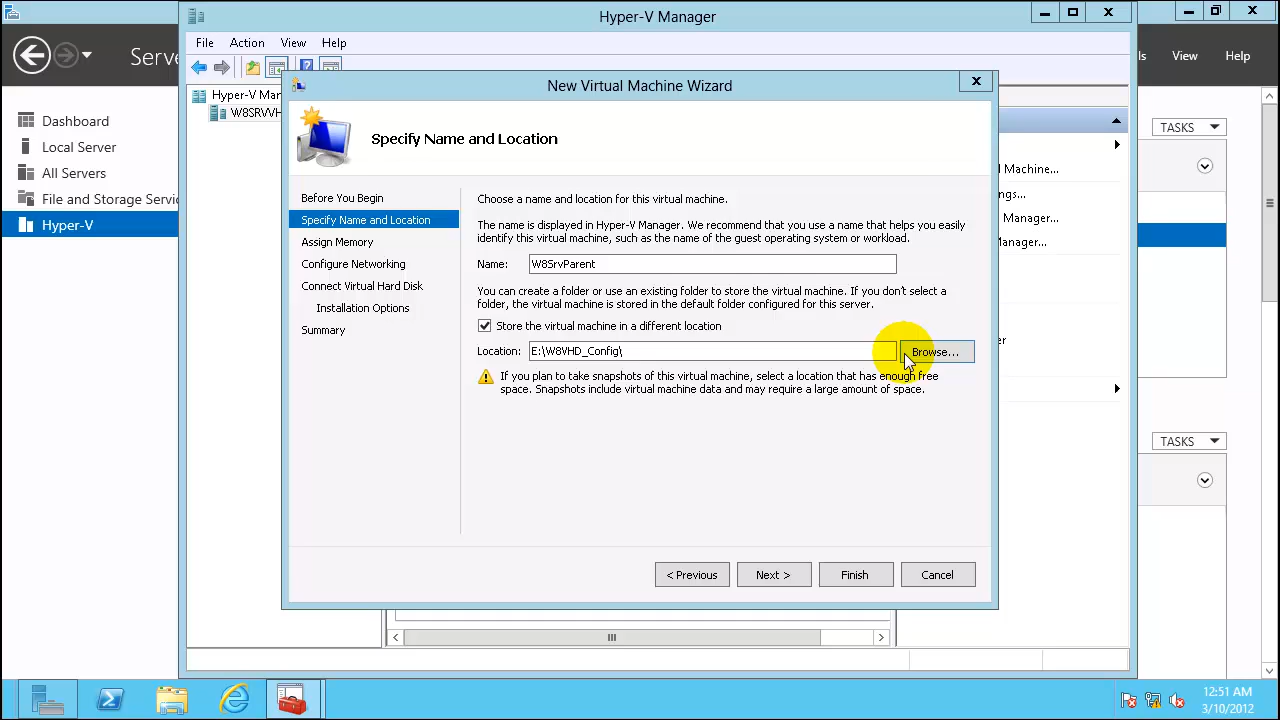 Hyper-V Manager
File Action View Help
View Help
Dashboard
Local Server
All Servers
File and Storage Servic
Hyper-V
Hyper-V Mar
W8SRVVH
New Virtual Machine Wizard
Specify Name and Location
Before You Begin
Specify Name and Location
Assign Memory
Configure Networking
Connect Virtual Hard Disk
Installation Options
Summary
Choose a name and location for this virtual machine.
The name is displayed in Hyper-V Manager. We recommend that you use a name that helps you easily
identify this virtual machine, such as the name of the guest operating system or workload.
Name: W8SrvParent
You can create a folder or use an existing folder to store the virtual machine. If you don't select a
folder, the virtual machine is stored in the default folder configured for this server.
Store the virtual machine in a different location
Location: E:\W8VHD_Config\ Browse...
If you plan to take snapshots of this virtual machine, select a location that has enough free
space. Snapshots include virtual machine data and may require a large amount of space.
< Previous Next > Finish Cancel
Machine...
ngs...
Manager...
anager...
er
TASKS
TASKS
12:51 AM
3/10/2012